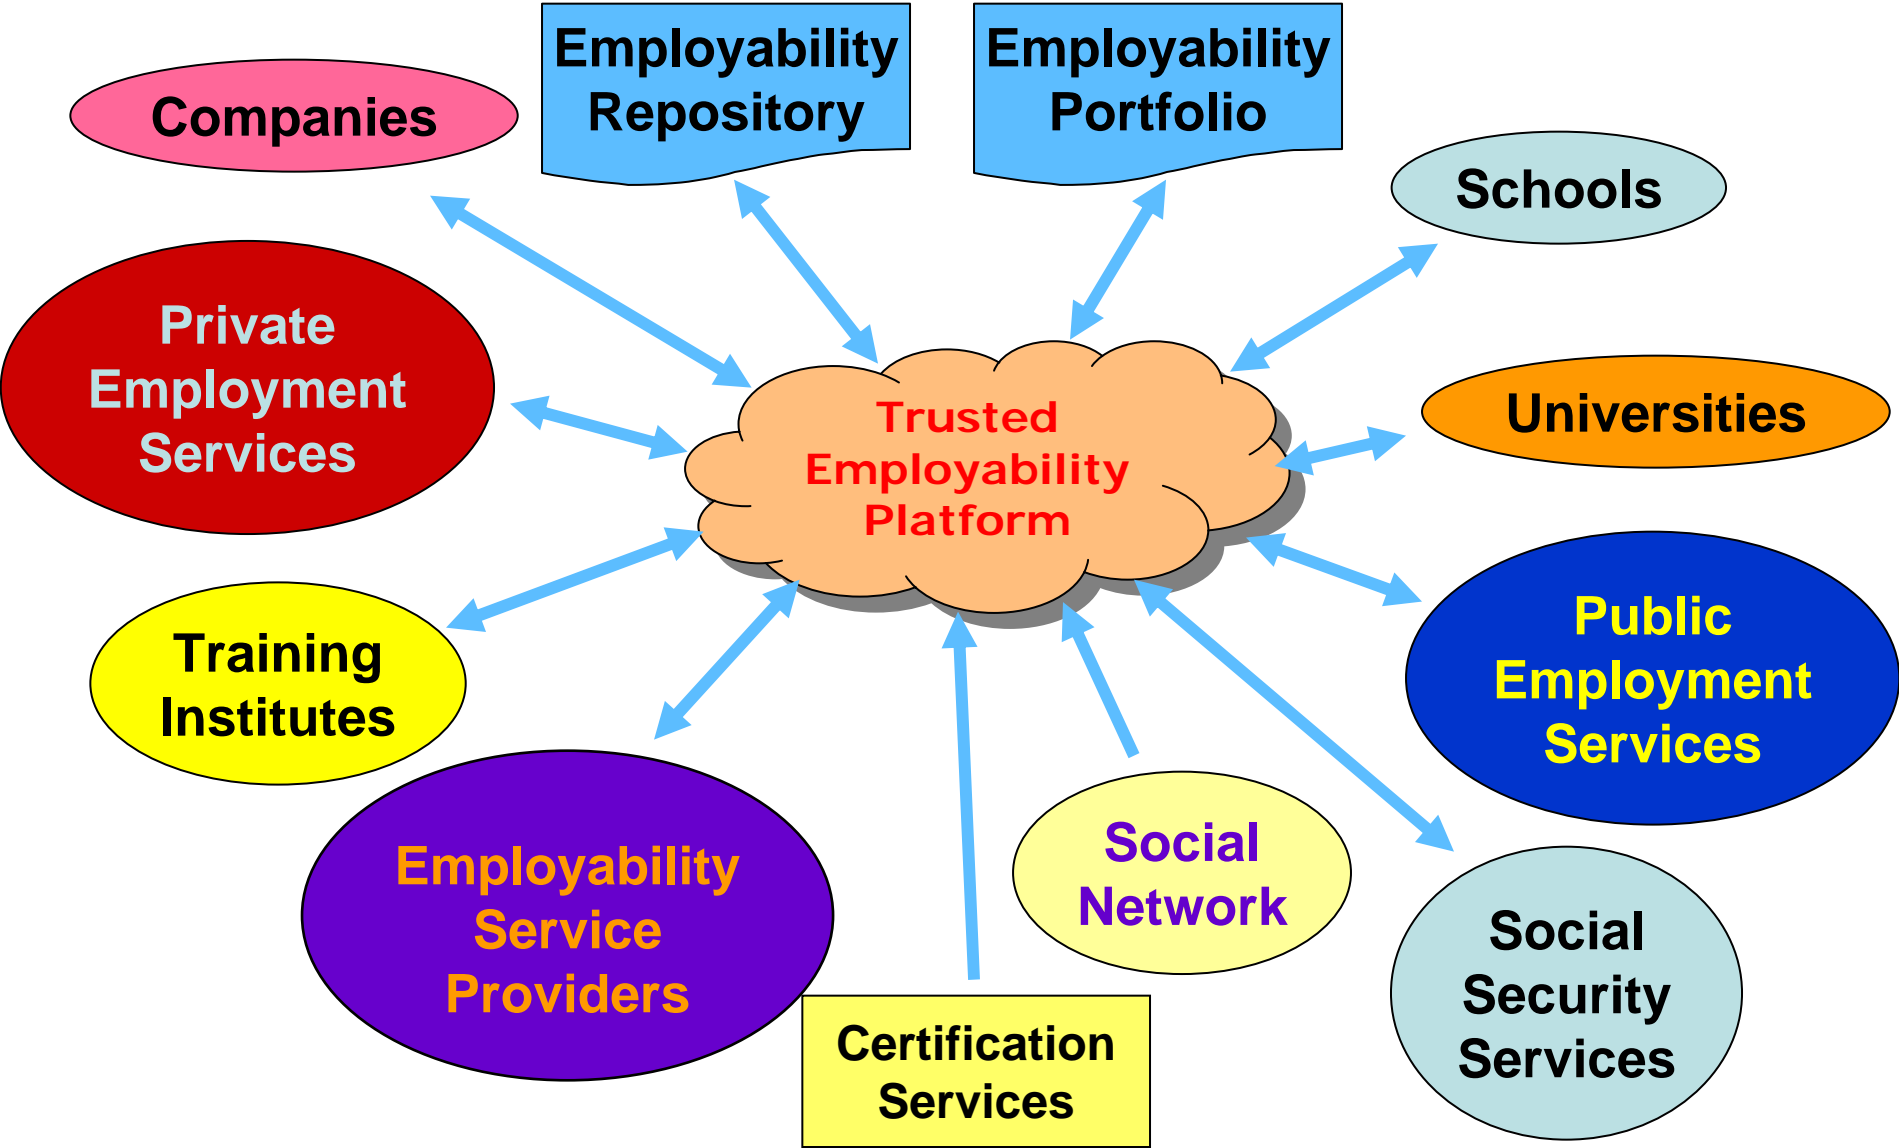 Employability
Repository
Employability
Portfolio
Companies
Schools
Private
Employment
Services
Trusted
Employability
Platform
Universities
Training
Institutes
Public
Employment
Services
Employability
Service
Providers
Social
Network
Certification
Services
Social
Security
Services